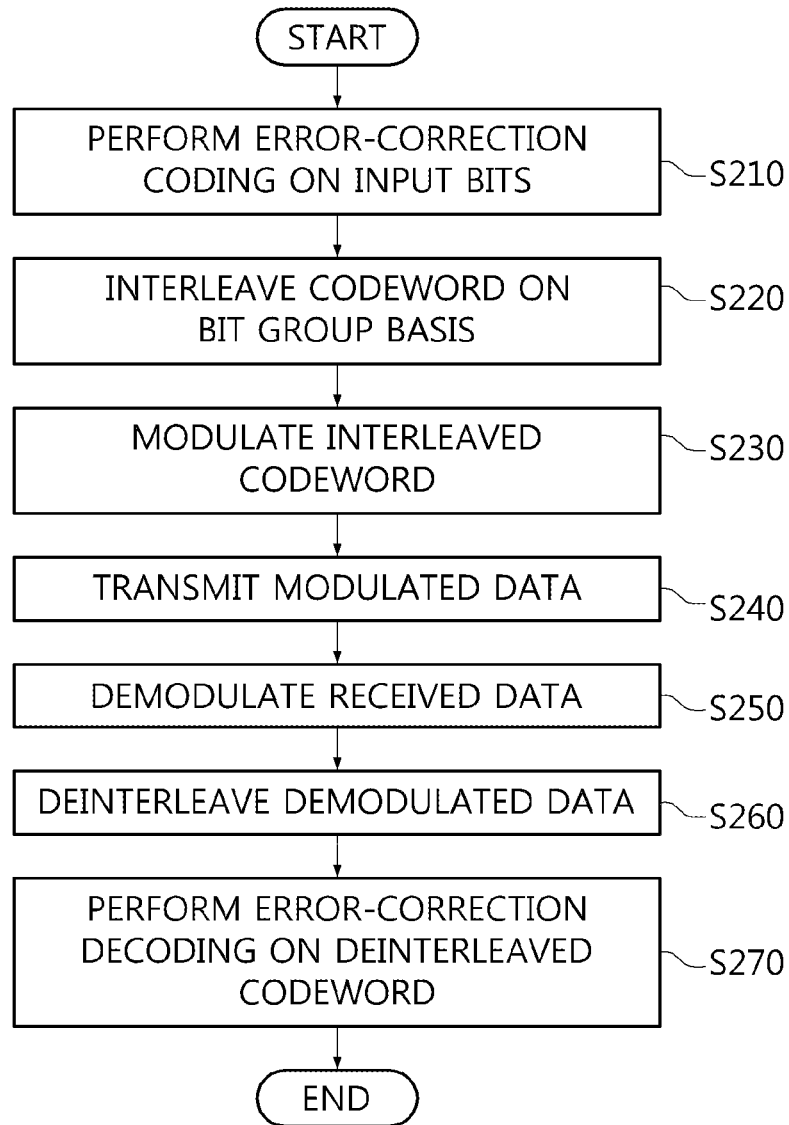 START
PERFORM ERROR-CORRECTION
CODING ON INPUT BITS
S210
INTERLEAVE CODEWORD ON
BIT GROUP BASIS
S220
MODULATE INTERLEAVED
CODEWORD
S230
TRANSMIT MODULATED DATA
S240
DEMODULATE RECEIVED DATA
S250
DEINTERLEAVE DEMODULATED DATA
S260
PERFORM ERROR-CORRECTION
DECODING ON DEINTERLEAVED
CODEWORD
S270
END